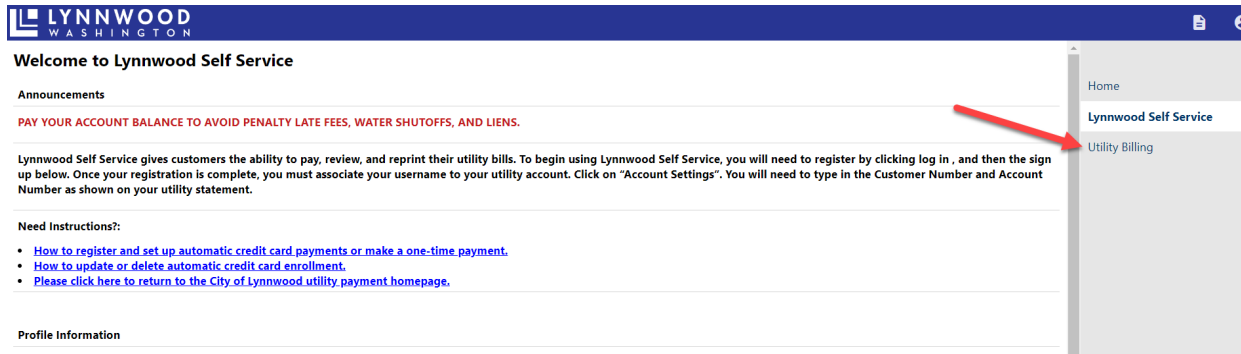 LYNNWOOD
WASHINGTON
Welcome to Lynnwood Self Service
Announcements
PAY YOUR ACCOUNT BALANCE TO AVOID PENALTY LATE FEES, WATER SHUTOFFS, AND LIENS.
Lynnwood Self Service gives customers the ability to pay, review, and reprint their utility bills. To begin using Lynnwood Self Service, you will need to register by clicking log in , and then the sign
up below. Once your registration is complete, you must associate your username to your utility account. Click on “Account Settings”. You will need to type in the Customer Number and Account
Number as shown on your utility statement.
Need Instructions?:
• How to register and set up automatic credit card payments or make a one-time payment.
• How to update or delete automatic credit card enrollment.
• Please click here to return to the City of Lynnwood utility payment homepage.
Profile Information
Home
Lynnwood Self Service
Utility Billing